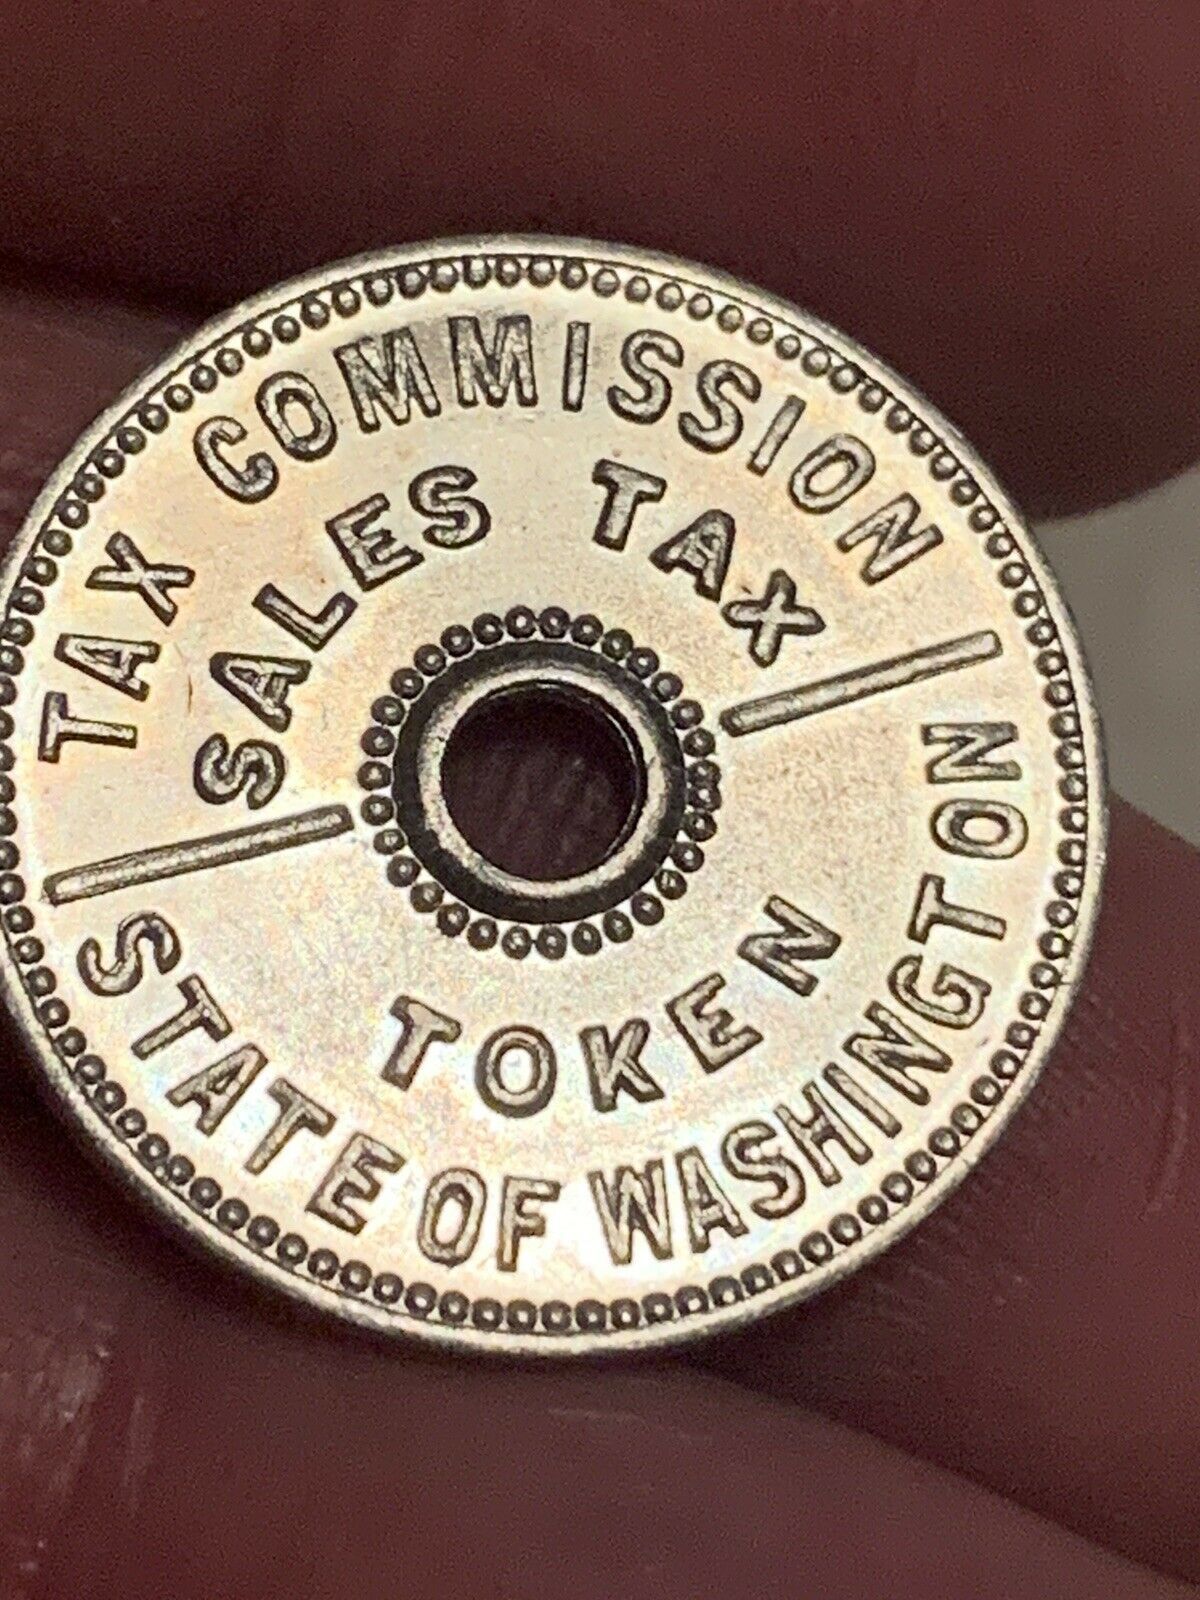 TAX COMMISSION
SALES TAX
TOKEN
STATE OF WASHINGTON